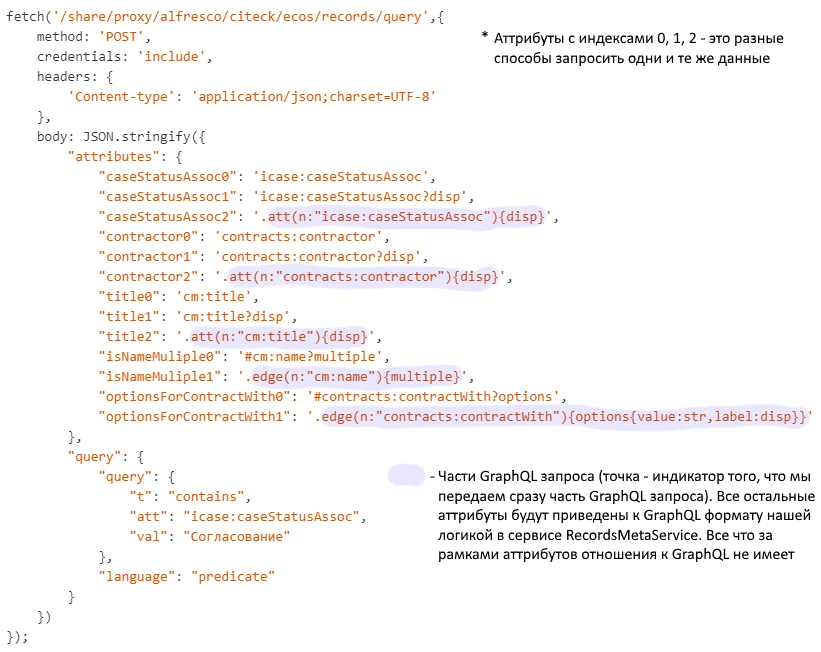 fetch('/share/proxy/alfresco/citeck/ecos/records/query',{
method: 'POST',
credentials: 'include',
headers: {
'Content-type': 'application/json;charset=UTF-8'
},
body: JSON.stringify({
"attributes": {
"caseStatusAssoc0": 'icase:caseStatusAssoc',
"caseStatusAssoc1": 'icase:caseStatusAssoc?disp',
"caseStatusAssoc2": '.att(n:"icase:caseStatusAssoc"){disp}',
"contractor0": 'contracts:contractor',
"contractor1": 'contracts:contractor?disp',
"contractor2": '.att(n:"contracts:contractor"){disp}',
"title0": 'cm:title',
"title1": 'cm:title?disp',
"title2": '.att(n:"cm:title"){disp}',
"isNameMuliple0": '#cm:name?multiple',
"isNameMuliple1": '.edge(n:"cm:name"){multiple}',
"optionsForContractWith0": '#contracts:contractWith?options',
"optionsForContractWith1": '.edge(n:"contracts:contractWith"){options{value:str,label:disp}}'
},
"query": {
"query": {
"t": "contains",
"att": "icase:caseStatusAssoc",
"val": "Согласование"
},
"language": "predicate"
}
})
});
* Аттрибуты с индексами 0, 1, 2 - это разные
способы запросить одни и те же данные
- Части GraphQL запроса (точка - индикатор того, что мы
передаем сразу часть GraphQL запроса). Все остальные
аттрибуты будут приведены к GraphQL формату нашей
логикой в сервисе RecordsMetaService. Все что за
рамками аттрибутов отношения к GraphQL не имеет